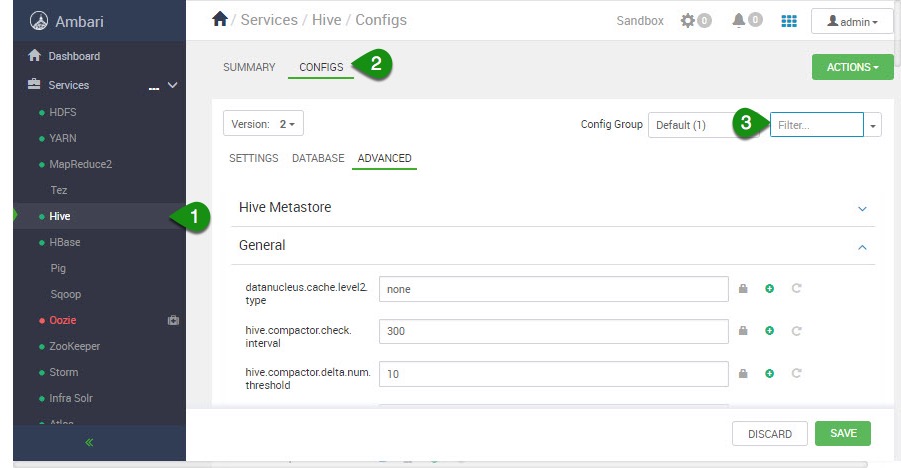 Ambari
/ Services / Hive / Configs
Sandbox
0
0
admin
Dashboard
Services
...
HDFS
YARN
MapReduce2
Tez
Hive
1
HBase
Pig
Sqoop
Oozie
ZooKeeper
Storm
Infra Solr
Atlas
«
SUMMARY
CONFIGS
2
ACTIONS
Version: 2
Config Group
Default (1)
3
Filter...
SETTINGS
DATABASE
ADVANCED
Hive Metastore
General
datanucleus.cache.level2.
type
none
hive.compactor.check.
interval
300
hive.compactor.delta.num.
threshold
10
DISCARD
SAVE